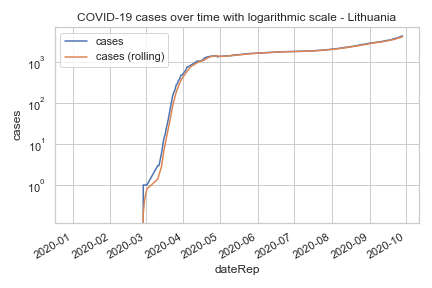 COVID-19 cases over time with logarithmic scale - Lithuania
cases
cases (rolling)
10³
10²
10¹
10⁰
cases
2020-01
2020-02
2020-03
2020-04
2020-05
2020-06
2020-07
2020-08
2020-09
2020-10
dateRep